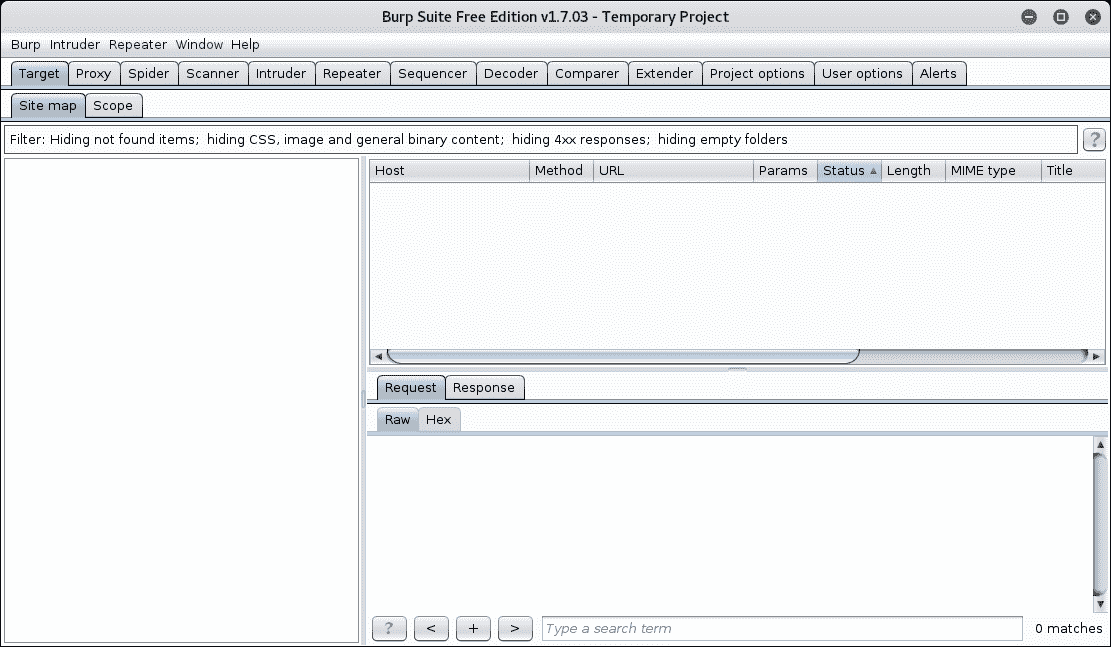 Burp Suite Free Edition v1.7.03 - Temporary Project
Burp Intruder Repeater Window Help
Target Proxy Spider Scanner Intruder Repeater Sequencer Decoder Comparer Extender Project options User options Alerts
Site map Scope
Filter: Hiding not found items; hiding CSS, image and general binary content; hiding 4xx responses; hiding empty folders ?
Host Method URL Params Status Length MIME type Title
Request Response
Raw Hex
? < + > Type a search term 0 matches